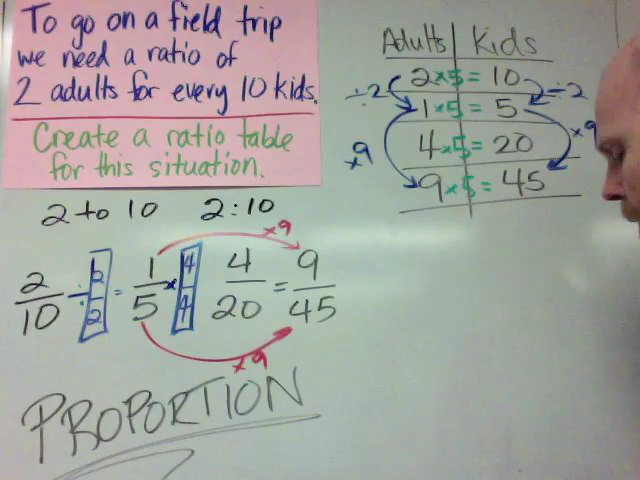 To go on a field trip
we need a ratio of
2 adults for every 10 kids.
Create a ratio table
for this situation.
2 to 10 2:10
2/10 ÷ 2/2 = 1/5 × 4/4 4/20 = 9/45
×9
×9
PROPORTION
Adults | Kids
2 ×5 = 10
1 ×5 = 5
4 ×5 = 20
9 ×5 = 45
÷2
÷2
×9
×9